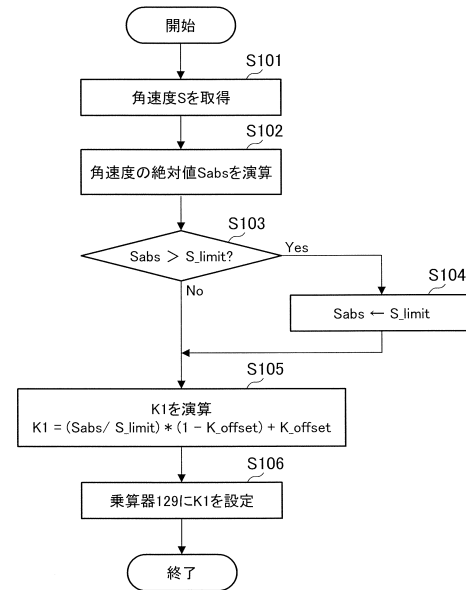 開始
S101
角速度Sを取得
S102
角速度の絶対値Sabsを演算
S103
Sabs ＞ S_limit?
Yes
No
S104
Sabs ← S_limit
S105
K1を演算
K1 = (Sabs/ S_limit) * (1 - K_offset) + K_offset
S106
乗算器129にK1を設定
終了